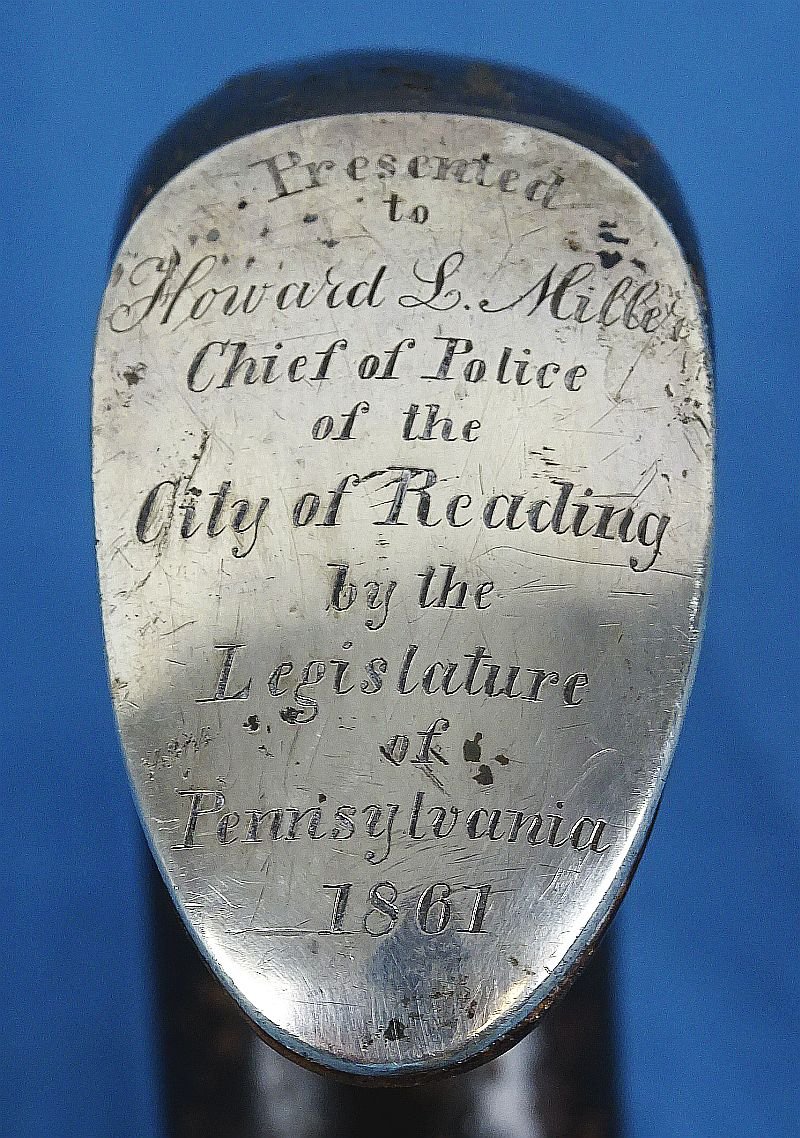 Presented
to
Howard L. Miller
Chief of Police
of the
City of Reading
by the
Legislature
of
Pennsylvania
1861